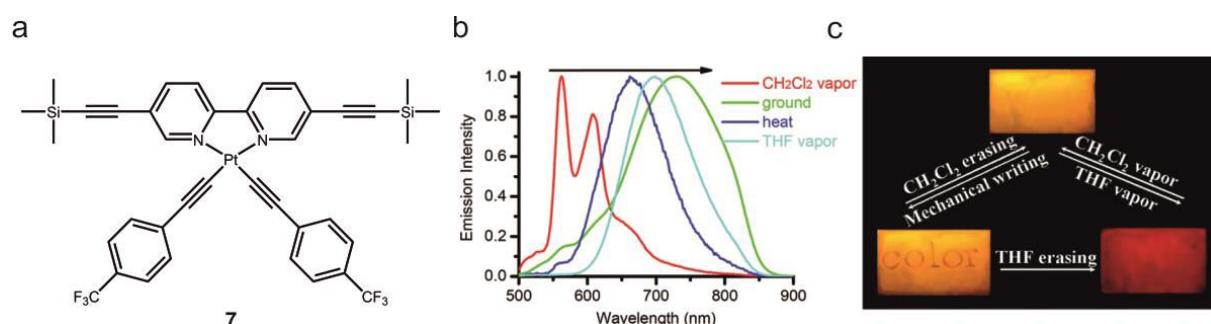 a
Si
Si
N
N
Pt
F₃C
CF₃
7
b
CH₂Cl₂ vapor
ground
heat
THF vapor
Emission Intensity
1.0
0.8
0.6
0.4
0.2
0.0
500 600 700 800 900
Wavelength (nm)
c
CH₂Cl₂ erasing
Mechanical writing
CH₂Cl₂ vapor
THF vapor
color
THF erasing